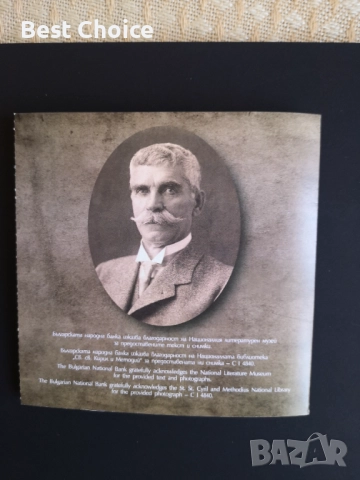 Best Choice
Българската народна банка изказва благодарност на Националния литературен музей
за предоставените текст и снимки.
Българската народна банка изказва благодарност на Националната библиотека
„Св. св. Кирил и Методий“ за предоставената ни снимка – С I 4840.
The Bulgarian National Bank gratefully acknowledges the National Literature Museum
for the provided text and photographs.
The Bulgarian National Bank gratefully acknowledges the St. St. Cyril and Methodius National Library
for the provided photograph – C I 4840.
bazar.bg